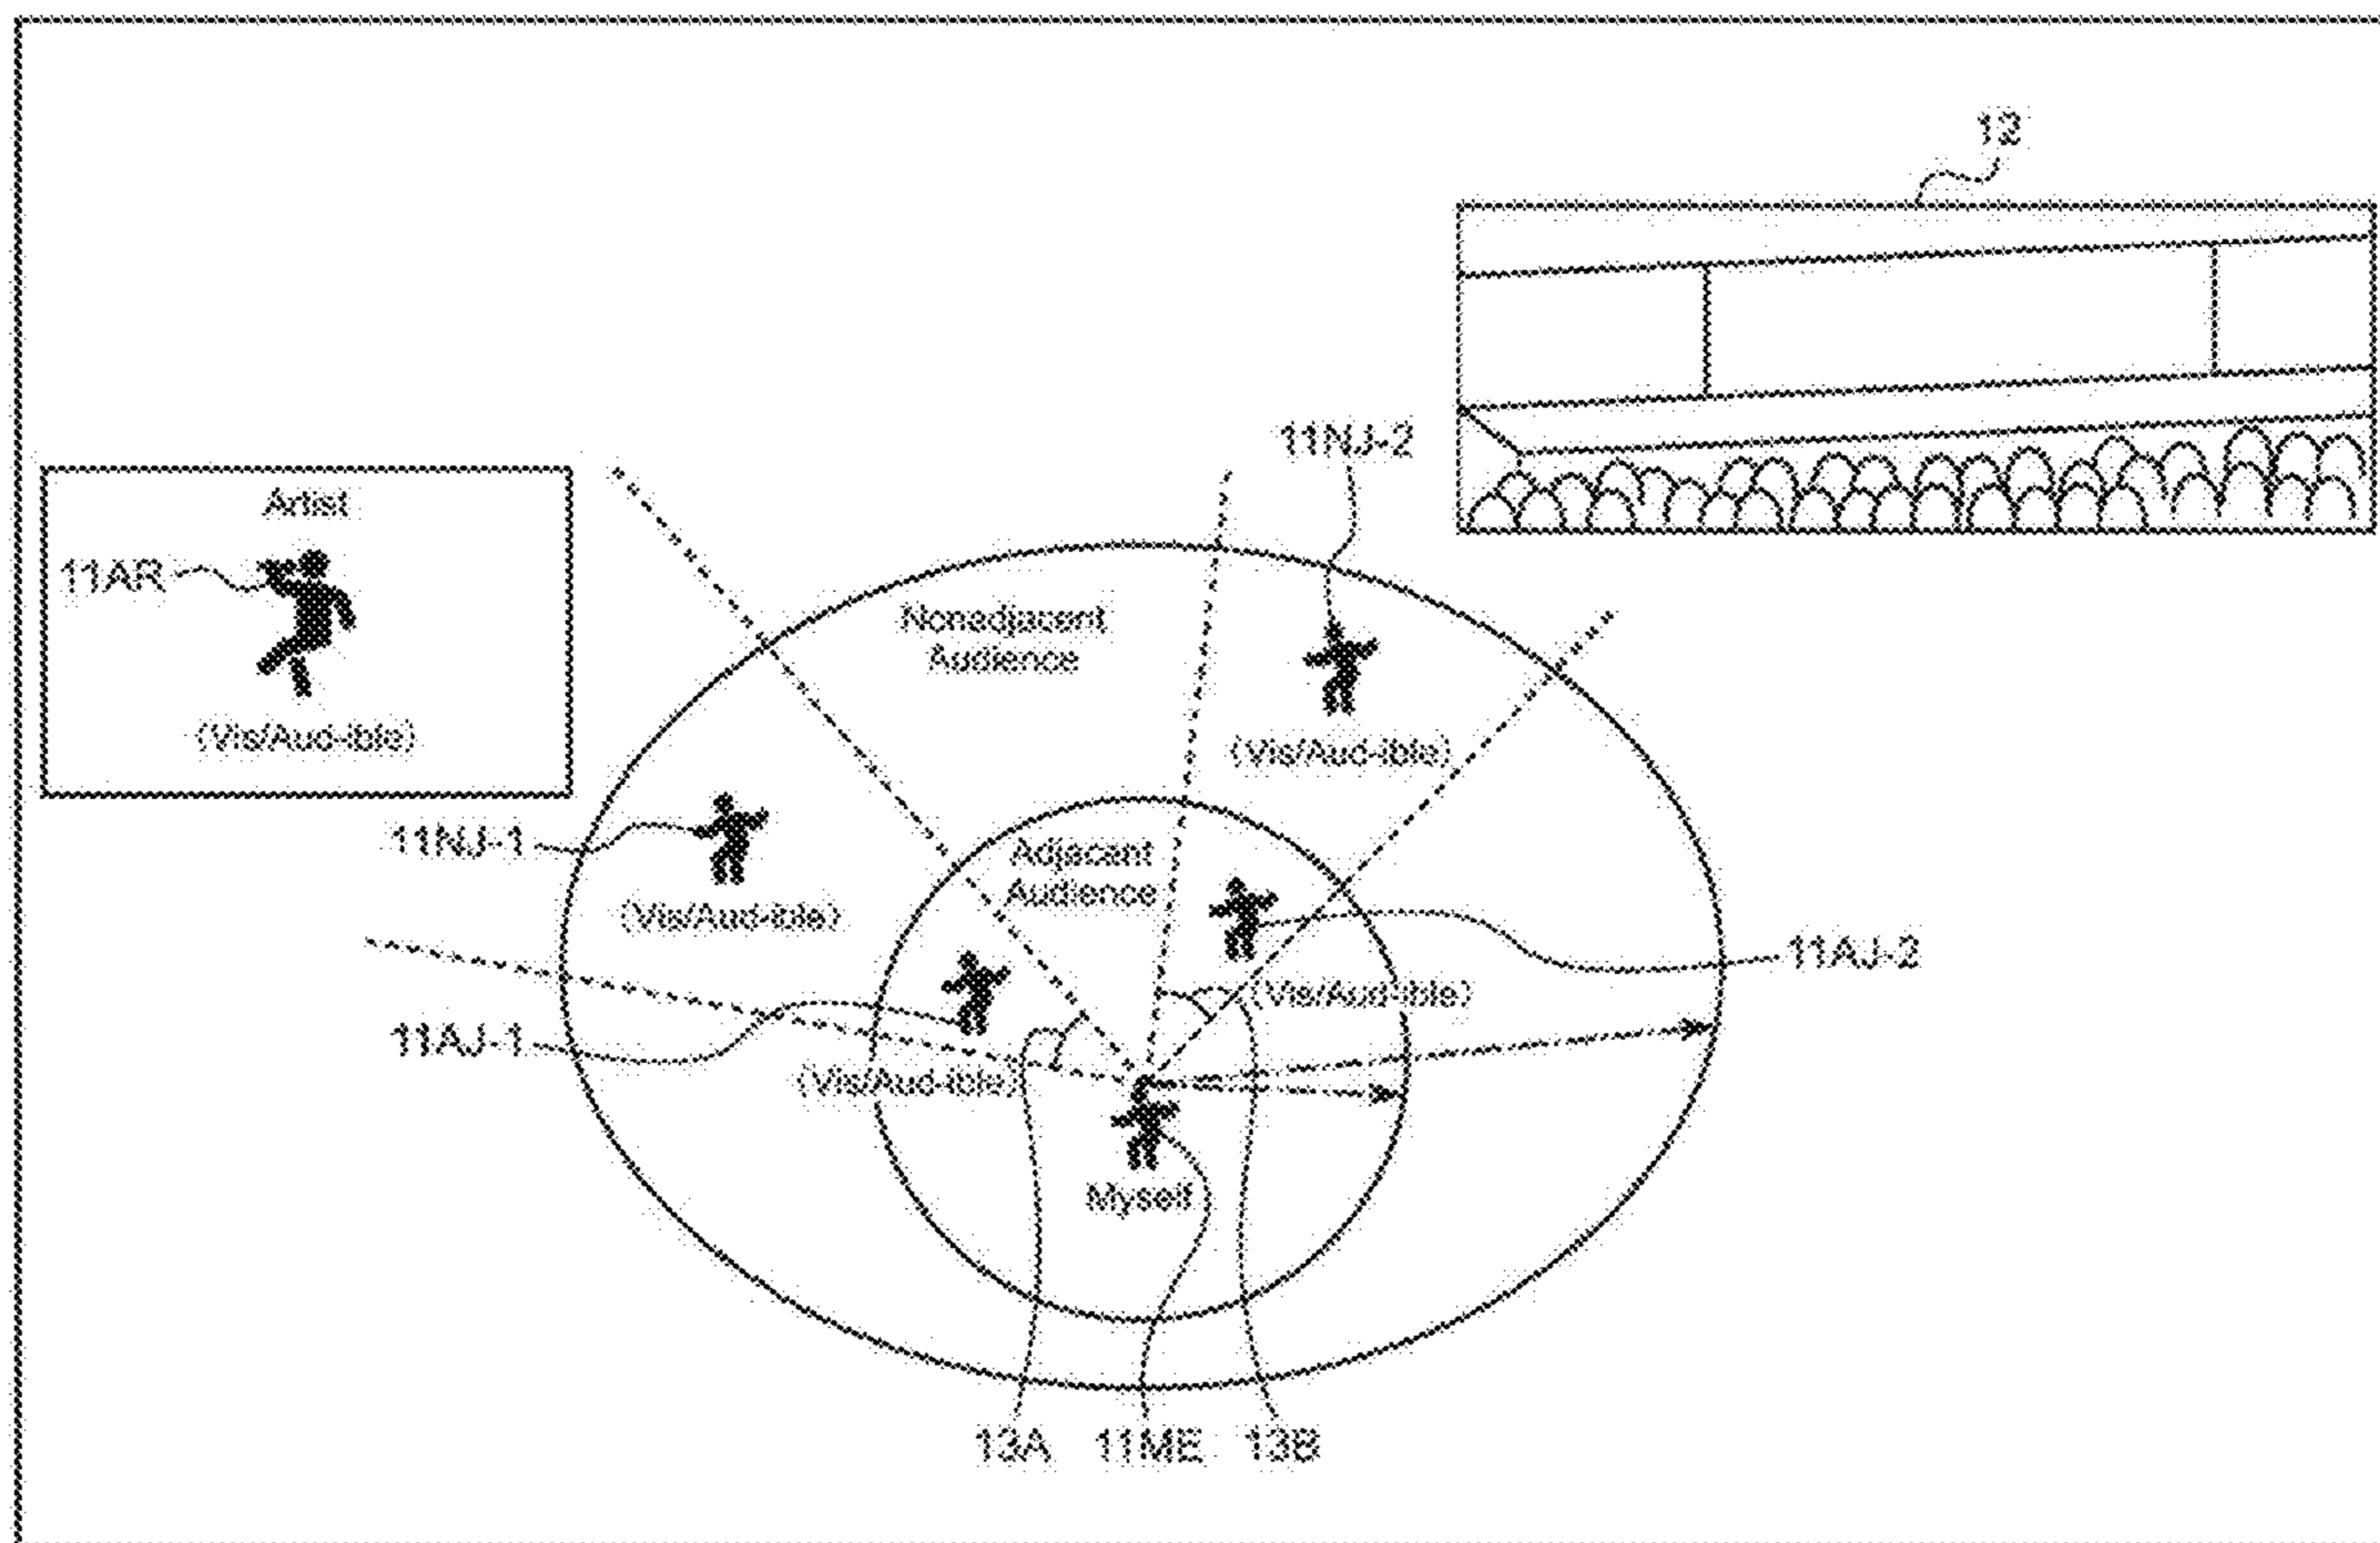 12
11NJ-2
Artist
11AR
Nonadjacent
Audience
(Vis/Aud-ible)
(Vis/Aud-ible)
11NJ-1
Adjacent
Audience
(Vis/Aud-ible)
11AJ-2
(Vis/Aud-ible)
11AJ-1
(Vis/Aud-ible)
Myself
13A 11ME 13B